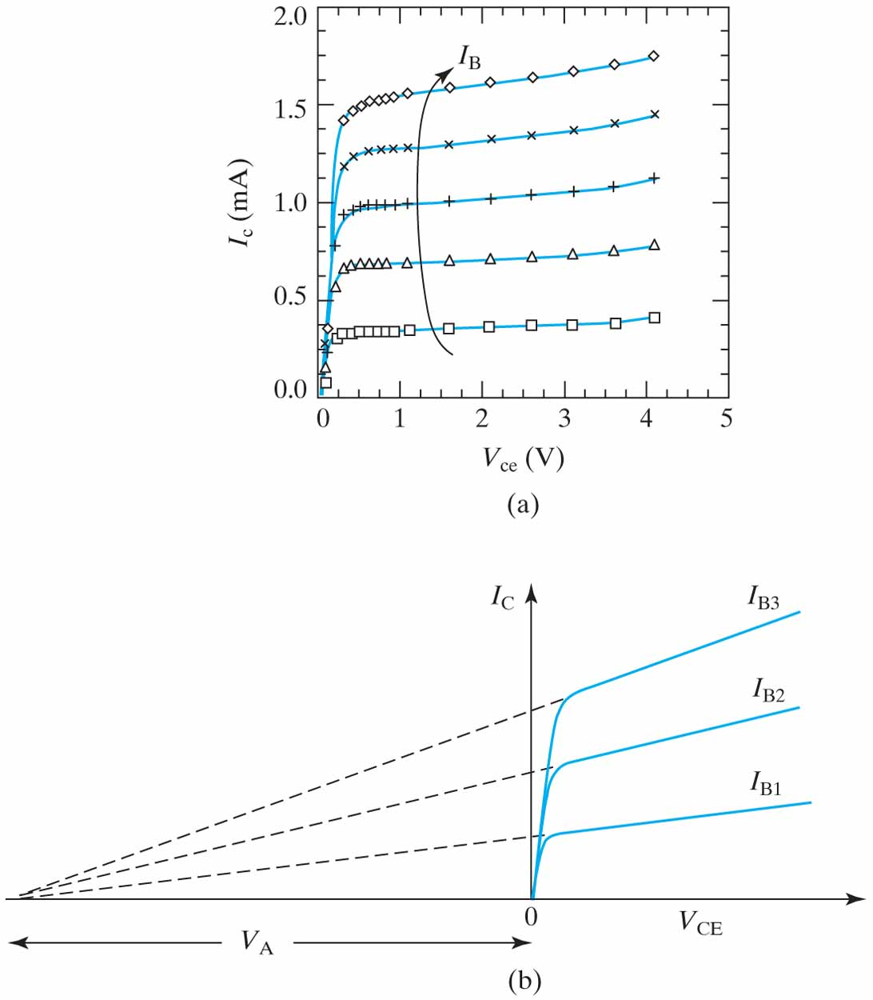 2.0
I_B
1.5
I_c (mA)
1.0
0.5
0.0
0 1 2 3 4 5
V_ce (V)
(a)
I_C
I_B3
I_B2
I_B1
0
V_CE
V_A
(b)